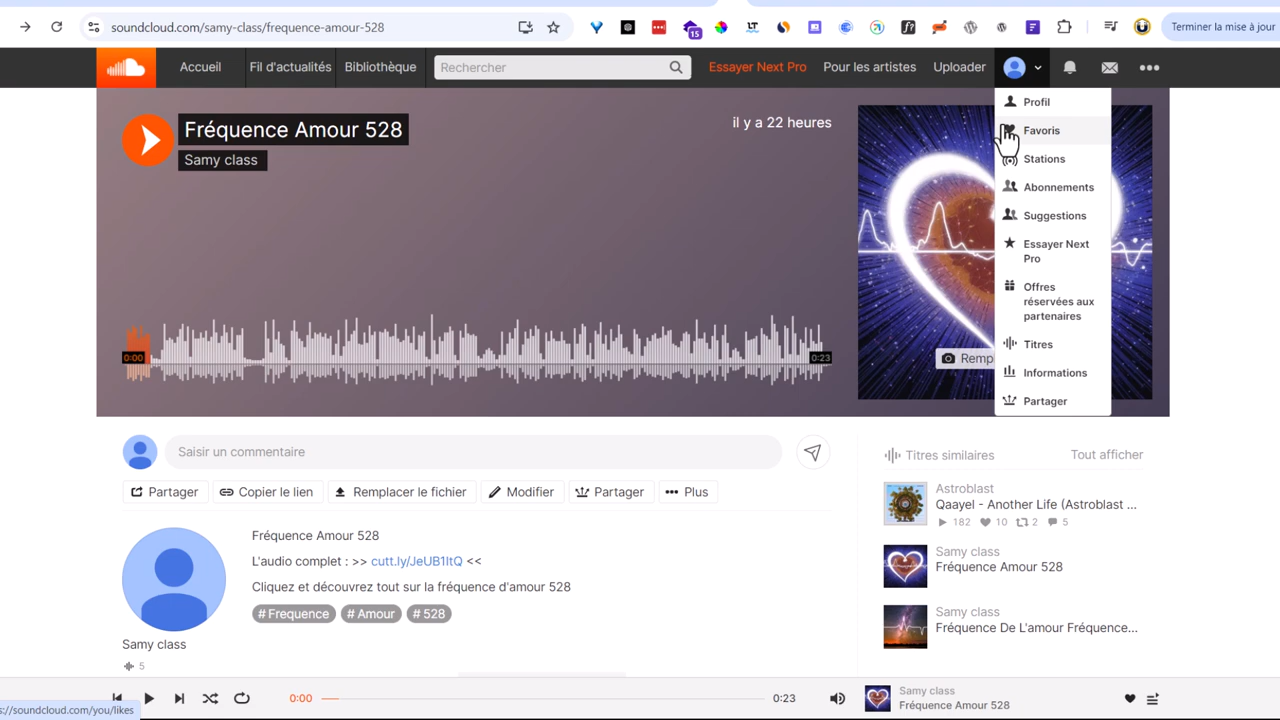 soundcloud.com/samy-class/frequence-amour-528
15
LT
f?
Terminer la mise à jour
Accueil
Fil d'actualités
Bibliothèque
Rechercher
Essayer Next Pro
Pour les artistes
Uploader
Fréquence Amour 528
Samy class
il y a 22 heures
Profil
Favoris
Stations
Abonnements
Suggestions
Essayer Next
Pro
Offres
réservées aux
partenaires
Titres
Informations
Partager
0:00
0:23
Rempl
Saisir un commentaire
Partager
Copier le lien
Remplacer le fichier
Modifier
Partager
Plus
Fréquence Amour 528
L'audio complet : >> cutt.ly/JeUB1ItQ <<
Cliquez et découvrez tout sur la fréquence d'amour 528
# Frequence
# Amour
# 528
Samy class
5
Titres similaires
Tout afficher
Astroblast
Qaayel - Another Life (Astroblast ...
182
10
2
5
Samy class
Fréquence Amour 528
Samy class
Fréquence De L'amour Fréquence...
0:00
0:23
Samy class
Fréquence Amour 528
s://soundcloud.com/you/likes